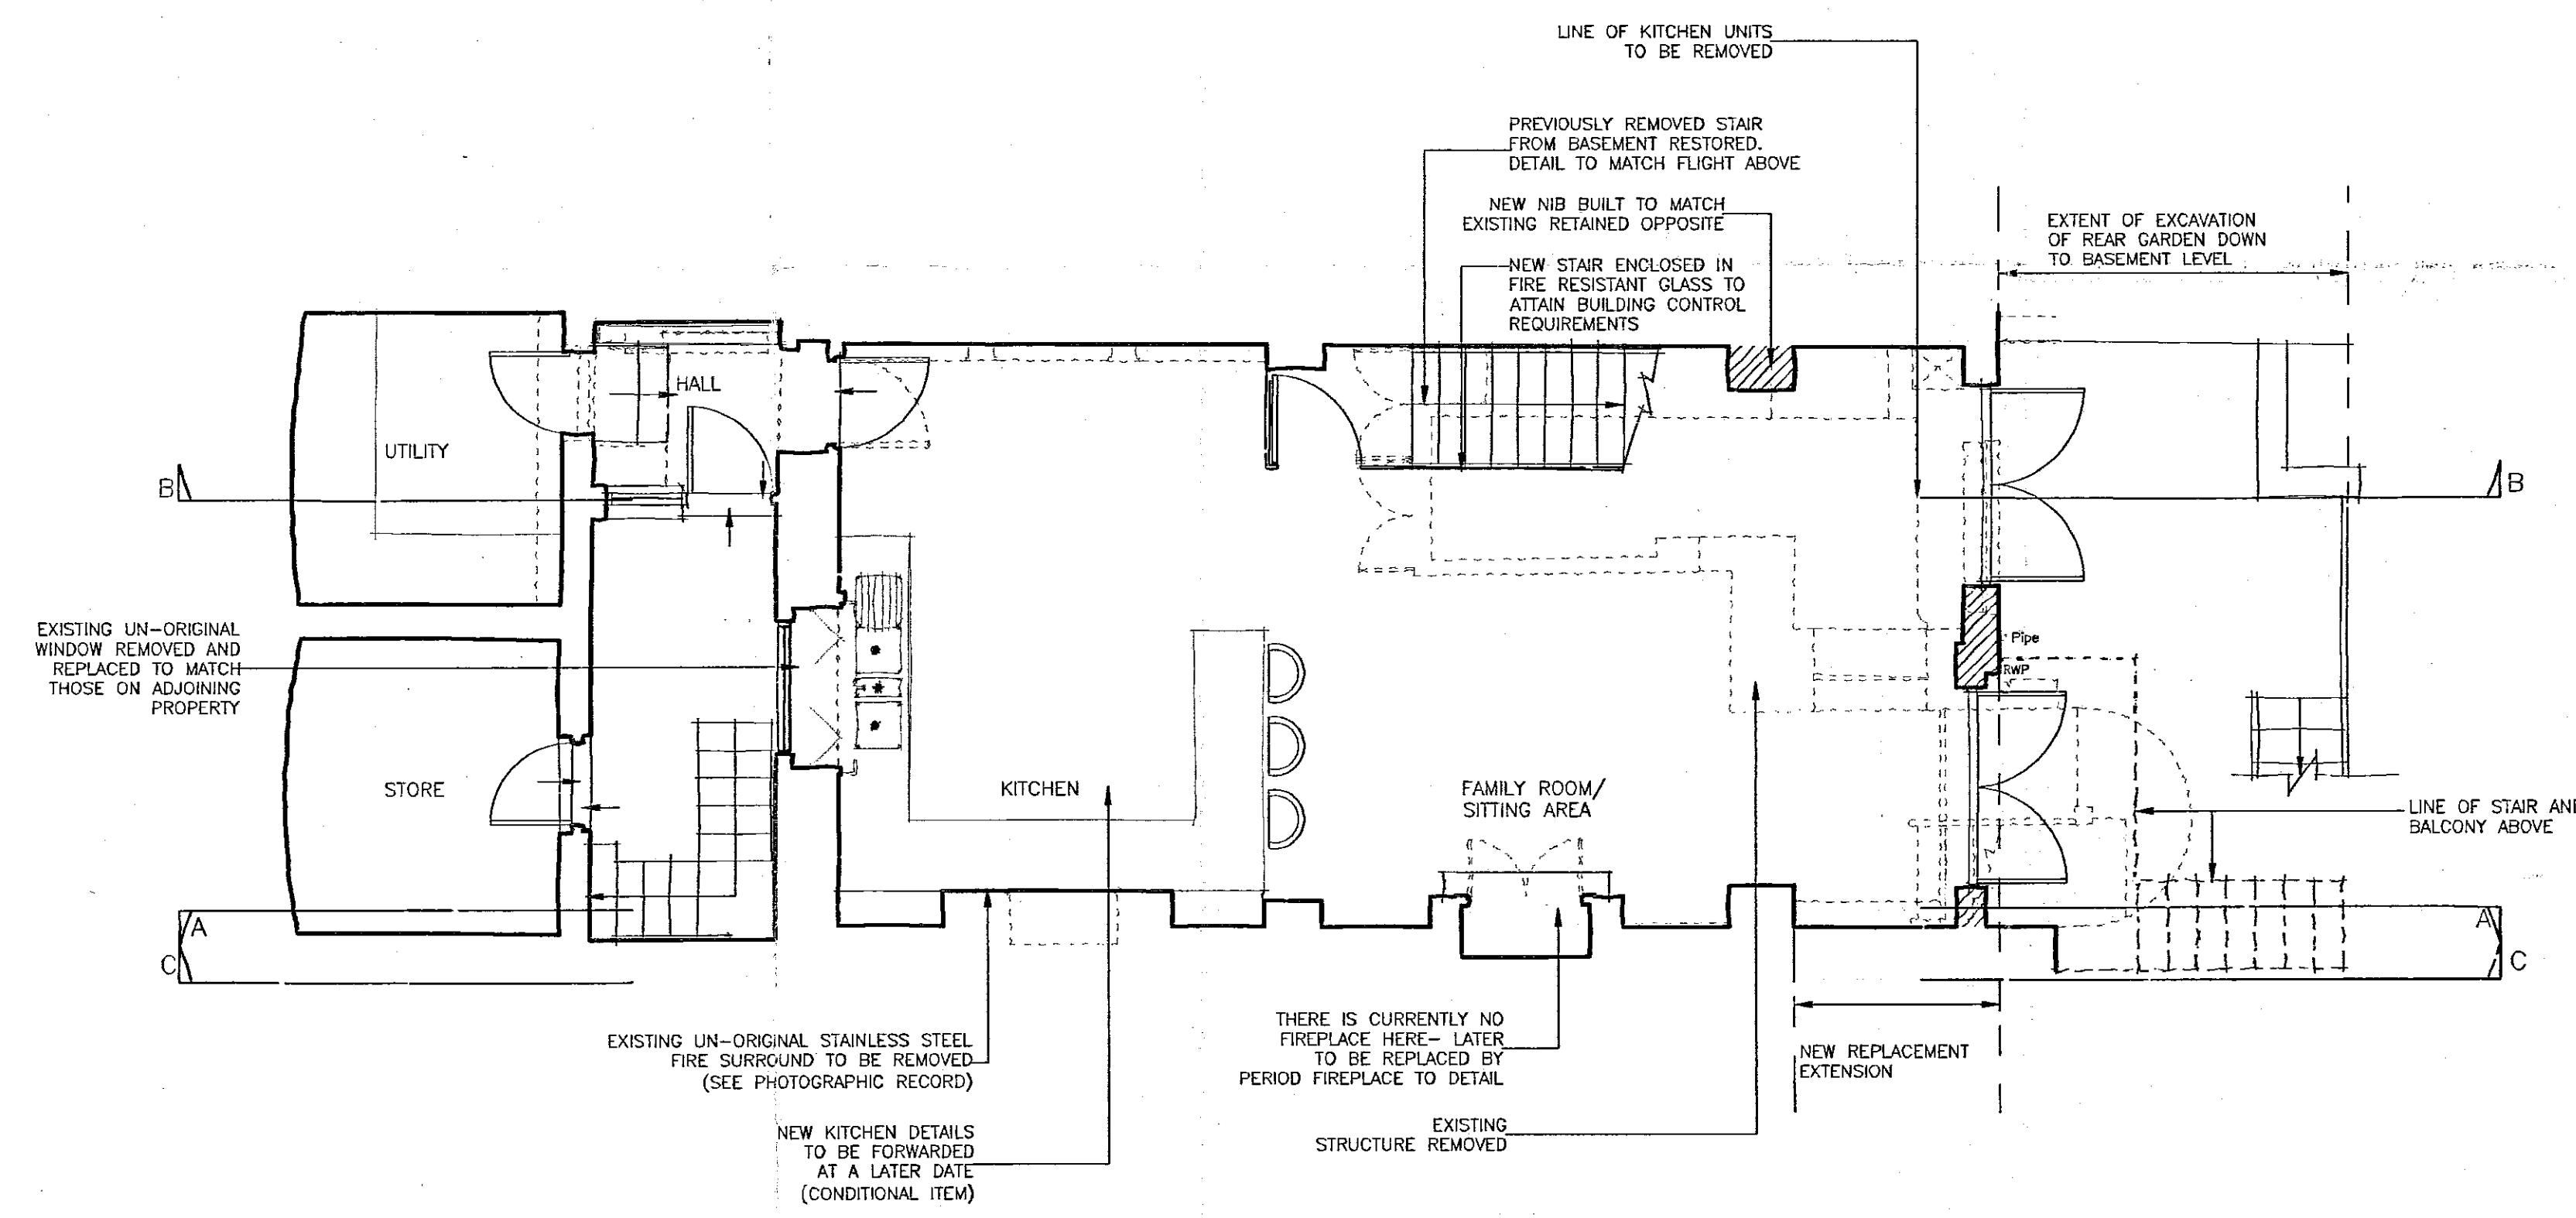 LINE OF KITCHEN UNITS
TO BE REMOVED
PREVIOUSLY REMOVED STAIR
FROM BASEMENT RESTORED.
DETAIL TO MATCH FLIGHT ABOVE
NEW NIB BUILT TO MATCH
EXISTING RETAINED OPPOSITE
NEW STAIR ENCLOSED IN
FIRE RESISTANT GLASS TO
ATTAIN BUILDING CONTROL
REQUIREMENTS
EXTENT OF EXCAVATION
OF REAR GARDEN DOWN
TO BASEMENT LEVEL
HALL
UTILITY
B
B
EXISTING UN-ORIGINAL
WINDOW REMOVED AND
REPLACED TO MATCH
THOSE ON ADJOINING
PROPERTY
Pipe
RWP
STORE
KITCHEN
FAMILY ROOM/
SITTING AREA
LINE OF STAIR AND
BALCONY ABOVE
A
A
C
C
EXISTING UN-ORIGINAL STAINLESS STEEL
FIRE SURROUND TO BE REMOVED
(SEE PHOTOGRAPHIC RECORD)
THERE IS CURRENTLY NO
FIREPLACE HERE- LATER
TO BE REPLACED BY
PERIOD FIREPLACE TO DETAIL
NEW REPLACEMENT
EXTENSION
NEW KITCHEN DETAILS
TO BE FORWARDED
AT A LATER DATE
(CONDITIONAL ITEM)
EXISTING
STRUCTURE REMOVED